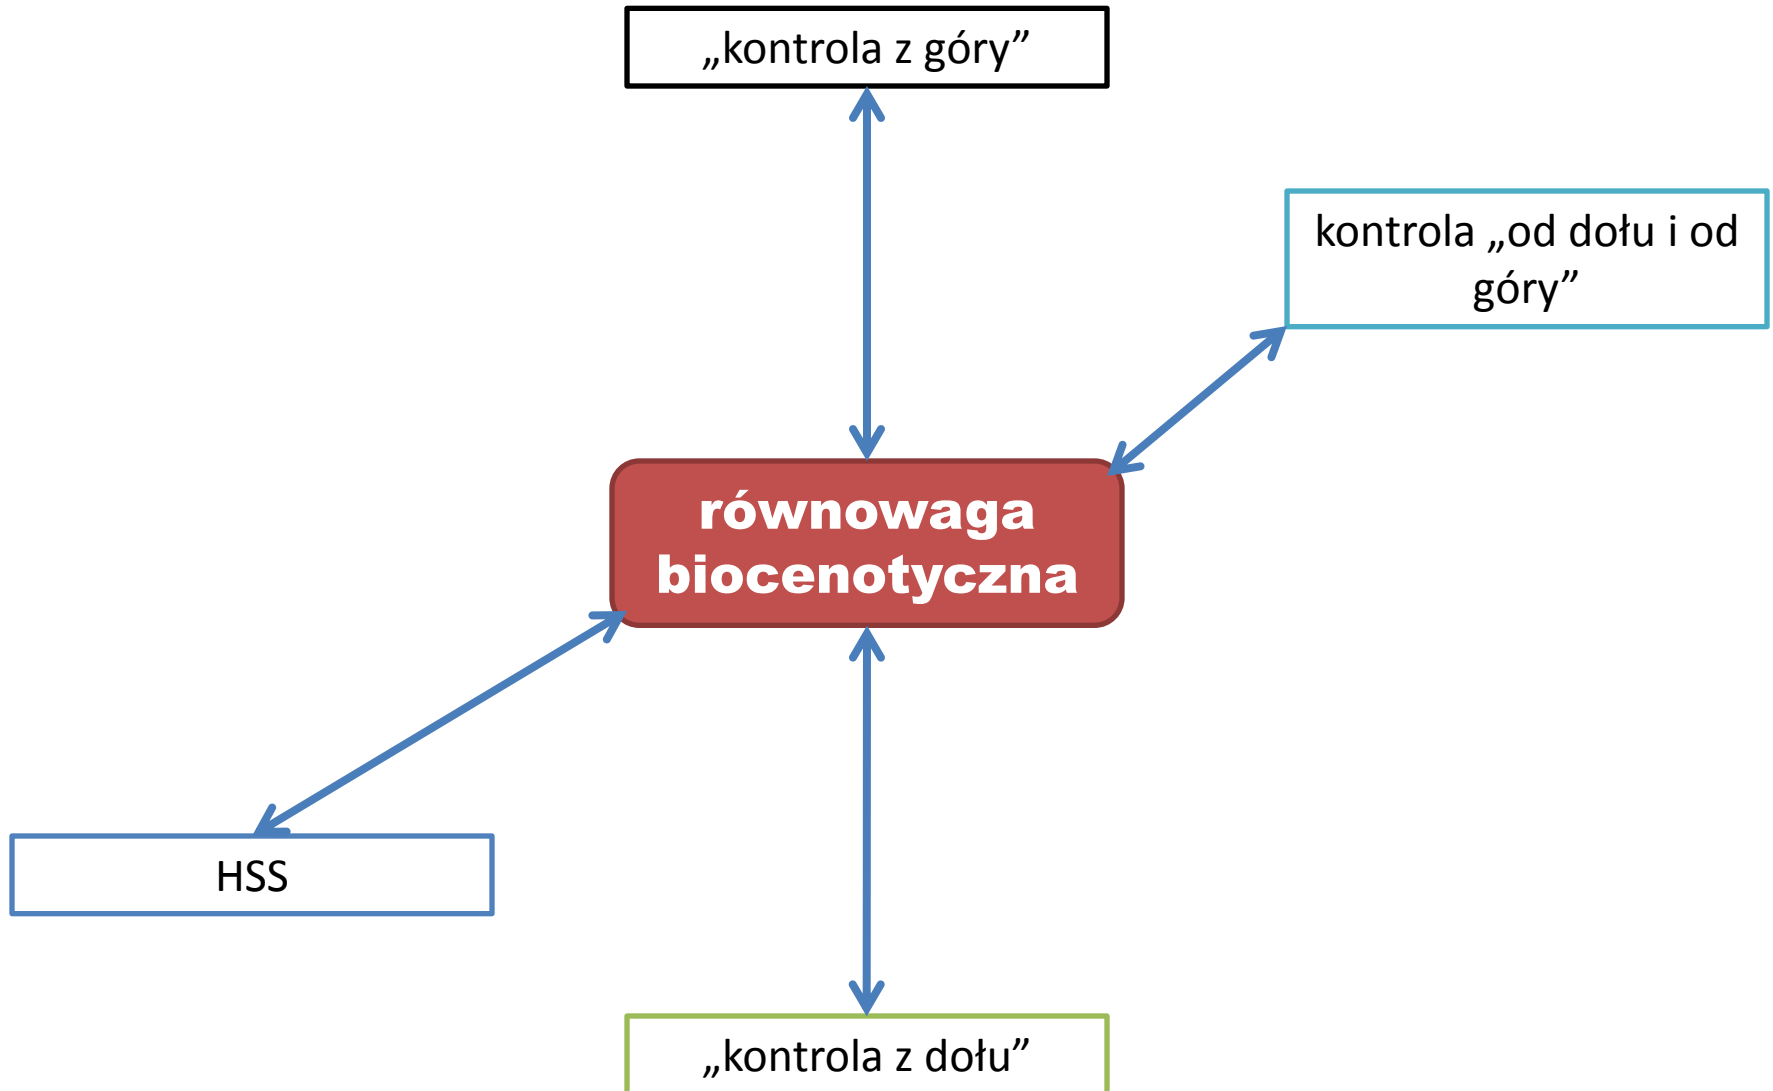 „kontrola z góry”
kontrola „od dołu i od
góry”
równowaga
biocenotyczna
HSS
„kontrola z dołu”